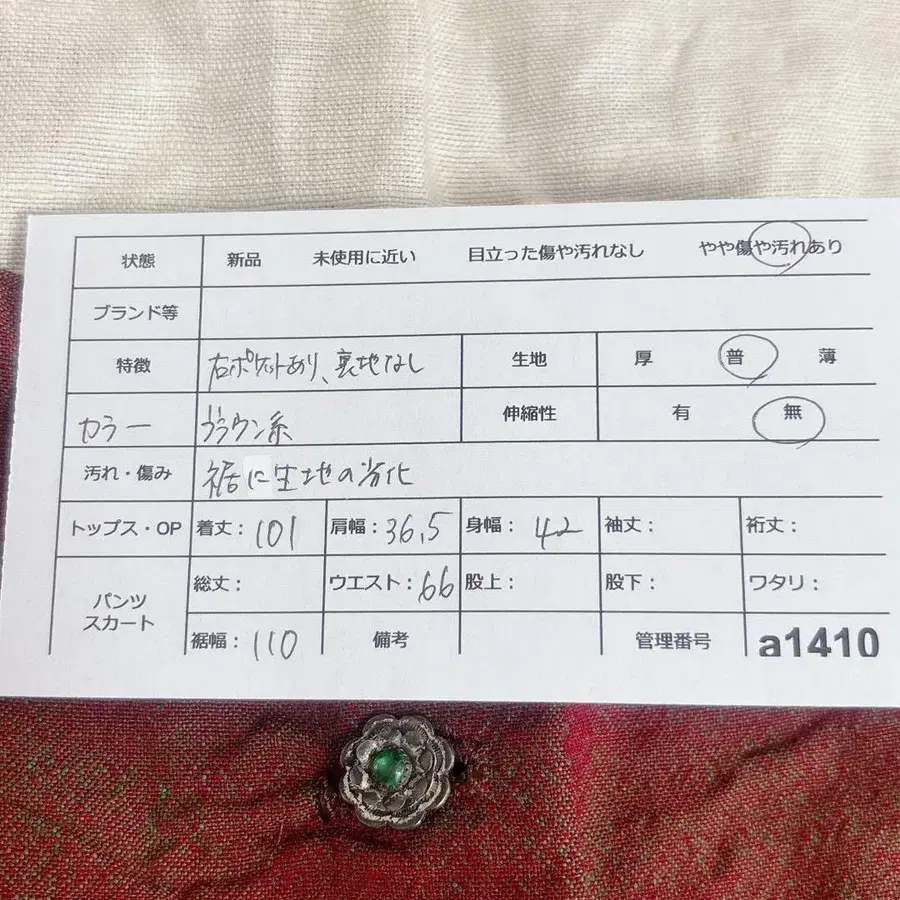 状態 新品 未使用に近い 目立った傷や汚れなし やや傷や汚れあり
ブランド等
特徴 右ポケットあり、裏地なし 生地 厚 普 薄
カラー ブラウン系 伸縮性 有 無
汚れ・傷み 裾に生地の劣化
トップス・OP 着丈：101 肩幅：36.5 身幅：42 袖丈： 裄丈：
パンツ スカート 総丈： ウエスト：66 股上： 股下： ワタリ：
裾幅：110 備考 管理番号 a1410